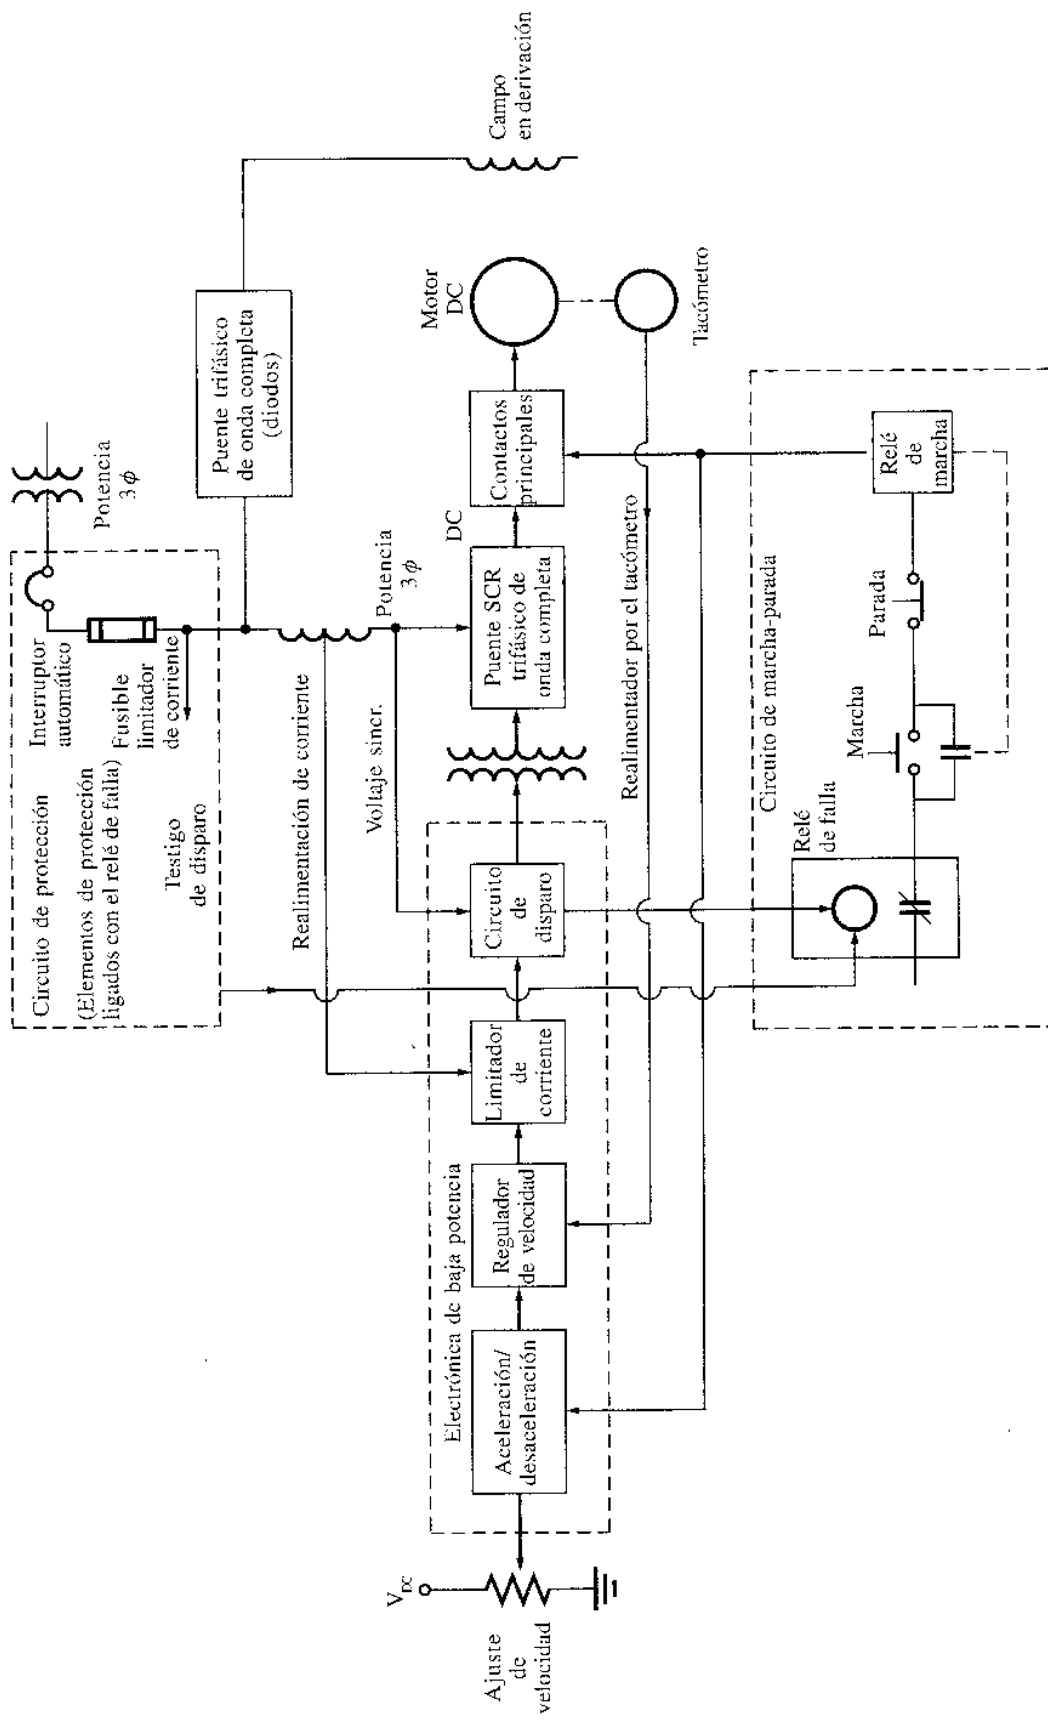 Potencia
3 ϕ
Circuito de protección
(Elementos de protección
ligados con el relé de falla)
Interruptor
automático
Fusible
limitador
de corriente
Testigo
de disparo
Puente trifásico
de onda completa
(diodos)
Campo
en derivación
Realimentación de corriente
Voltaje sincr.
Potencia
3 ϕ
DC
Motor
DC
Ajuste
de
velocidad
V_DC
Electrónica de baja potencia
Aceleración/
desaceleración
Regulador
de velocidad
Limitador
de
corriente
Circuito
de
disparo
Puente SCR
trifásico de
onda completa
Contactos
principales
Tacómetro
Realimentador por el tacómetro
Circuito de marcha-parada
Relé
de falla
Marcha
Parada
Relé
de
marcha